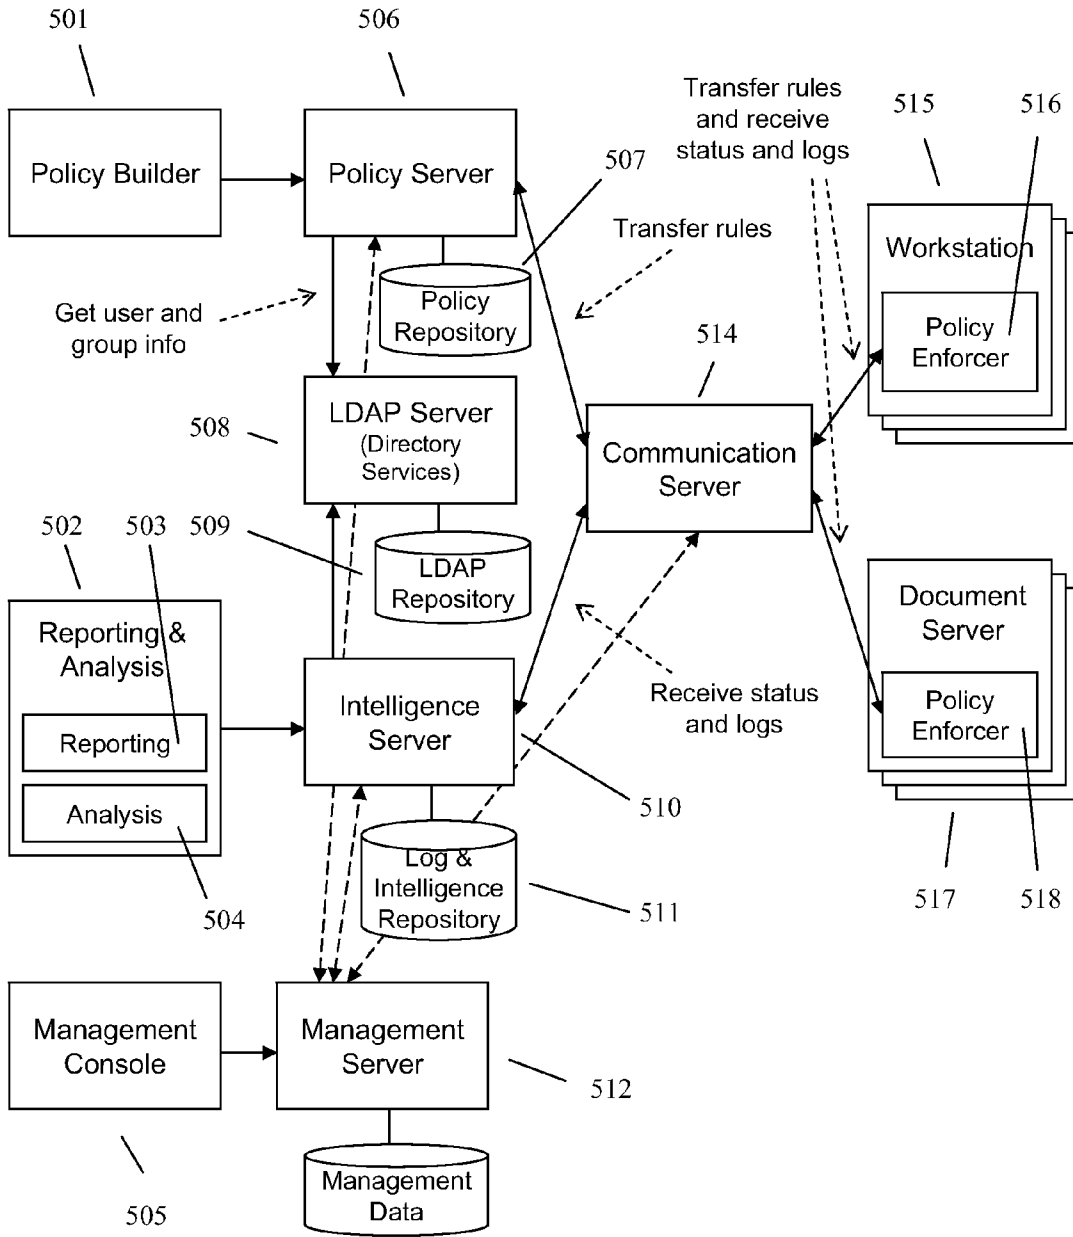 501
506
Transfer rules
and receive
status and logs
515
516
Policy Builder
Policy Server
507
Transfer rules
Workstation
Get user and
group info
Policy
Repository
514
Policy
Enforcer
508
LDAP Server
(Directory
Services)
Communication
Server
502
503
509
LDAP
Repository
Document
Server
Reporting &
Analysis
Intelligence
Server
Receive status
and logs
Policy
Enforcer
Reporting
Analysis
510
Log &
Intelligence
Repository
504
511
517
518
Management
Console
Management
Server
512
505
Management
Data